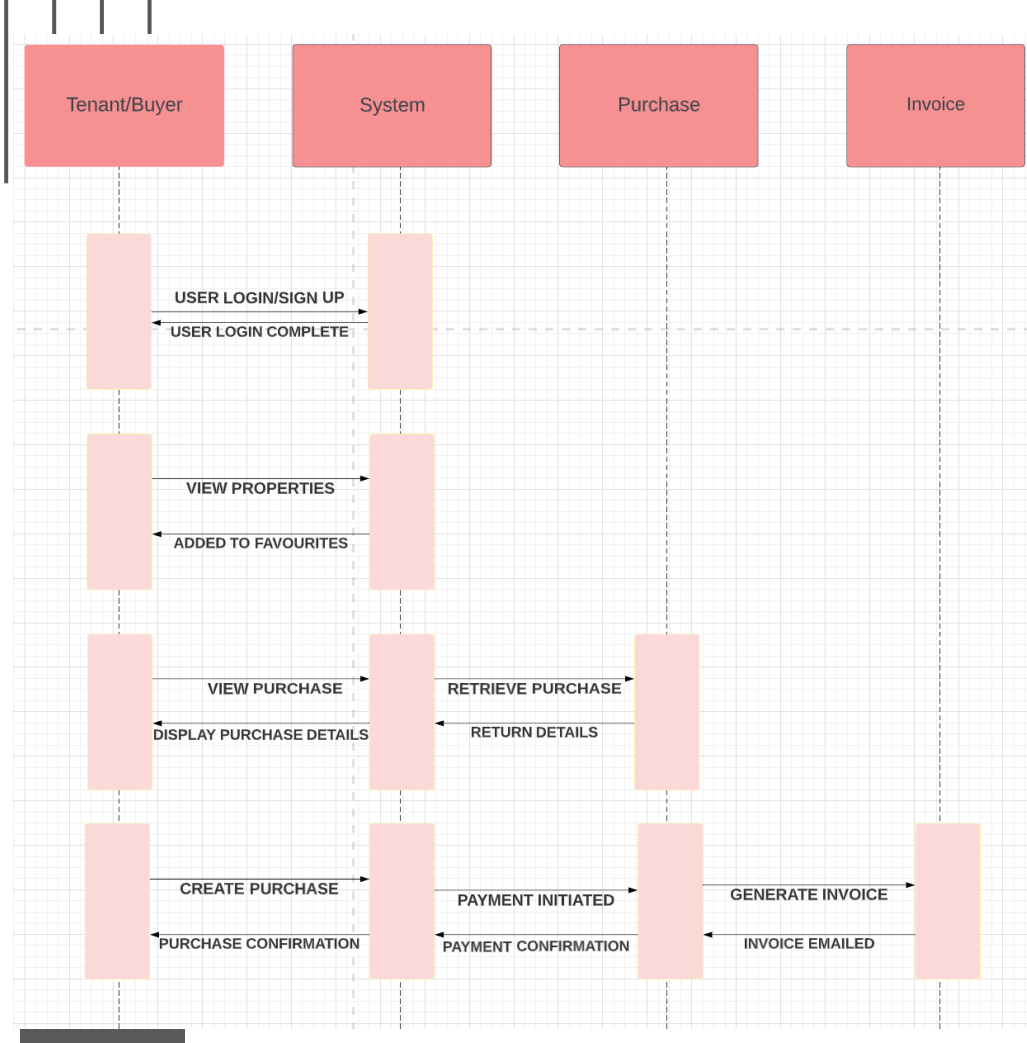 Tenant/Buyer
System
Purchase
Invoice
USER LOGIN/SIGN UP
USER LOGIN COMPLETE
VIEW PROPERTIES
ADDED TO FAVOURITES
VIEW PURCHASE
RETRIEVE PURCHASE
DISPLAY PURCHASE DETAILS
RETURN DETAILS
CREATE PURCHASE
PAYMENT INITIATED
GENERATE INVOICE
PURCHASE CONFIRMATION
PAYMENT CONFIRMATION
INVOICE EMAILED